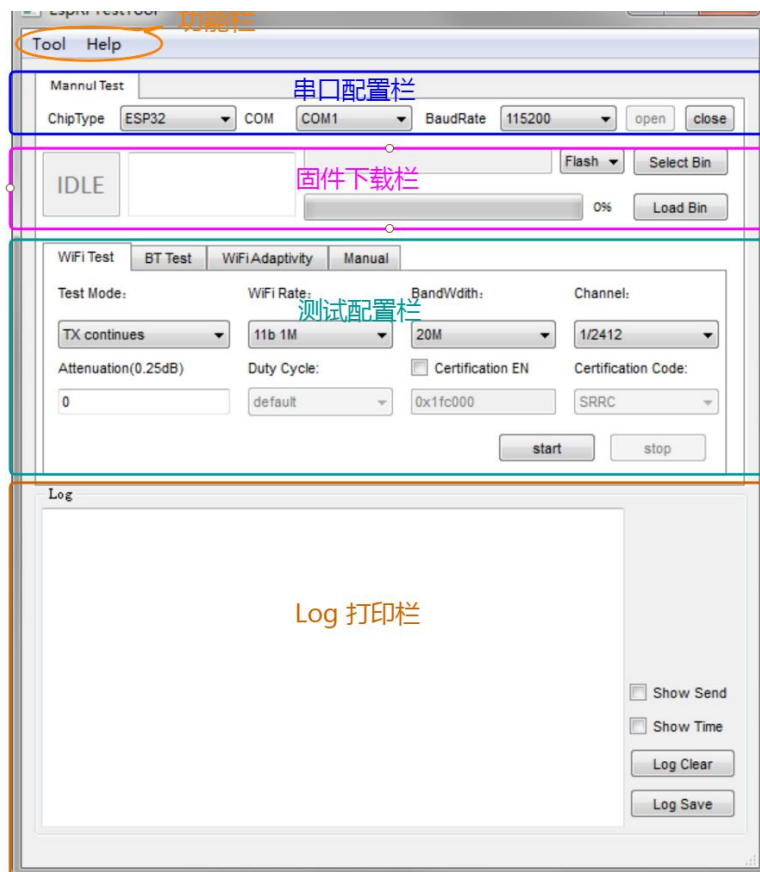 EspRFTestTool
功能栏
Tool Help
Mannul Test
串口配置栏
ChipType ESP32 COM COM1 BaudRate 115200 open close
IDLE
固件下载栏
Flash Select Bin
0% Load Bin
WiFi Test BT Test WiFi Adaptivity Manual
Test Mode: WiFi Rate: BandWdith: Channel:
测试配置栏
TX continues 11b 1M 20M 1/2412
Attenuation(0.25dB) Duty Cycle: Certification EN Certification Code:
0 default 0x1fc000 SRRC
start stop
Log
Log 打印栏
Show Send
Show Time
Log Clear
Log Save